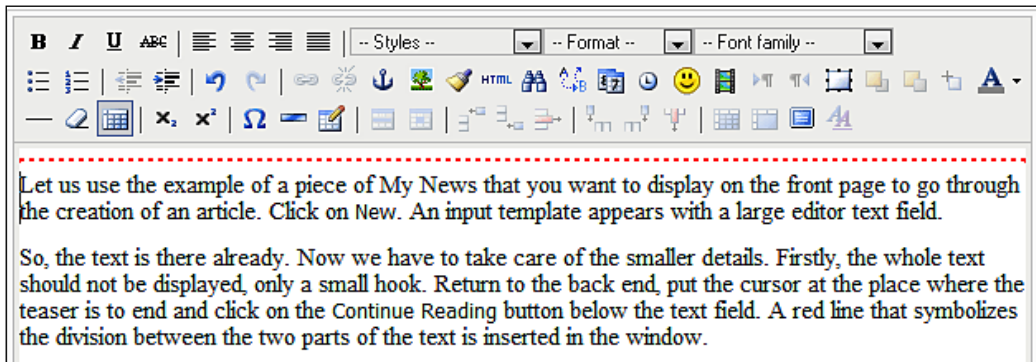 B I U ABC -- Styles -- -- Format -- -- Font family --
HTML A
x₂ x² Ω
Let us use the example of a piece of My News that you want to display on the front page to go through
the creation of an article. Click on New. An input template appears with a large editor text field.
So, the text is there already. Now we have to take care of the smaller details. Firstly, the whole text
should not be displayed, only a small hook. Return to the back end, put the cursor at the place where the
teaser is to end and click on the Continue Reading button below the text field. A red line that symbolizes
the division between the two parts of the text is inserted in the window.